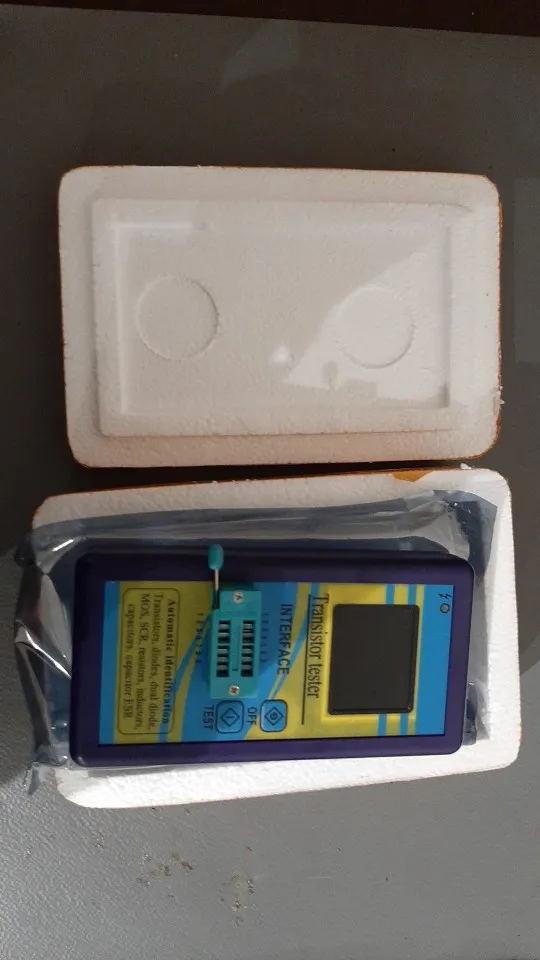 Transistor tester
INTERFACE
OFF
TEST
Automatic identification
Transistors, diodes, dual diode,
MOS, SCR, resistors, inductors,
capacitors, capacitor ESR